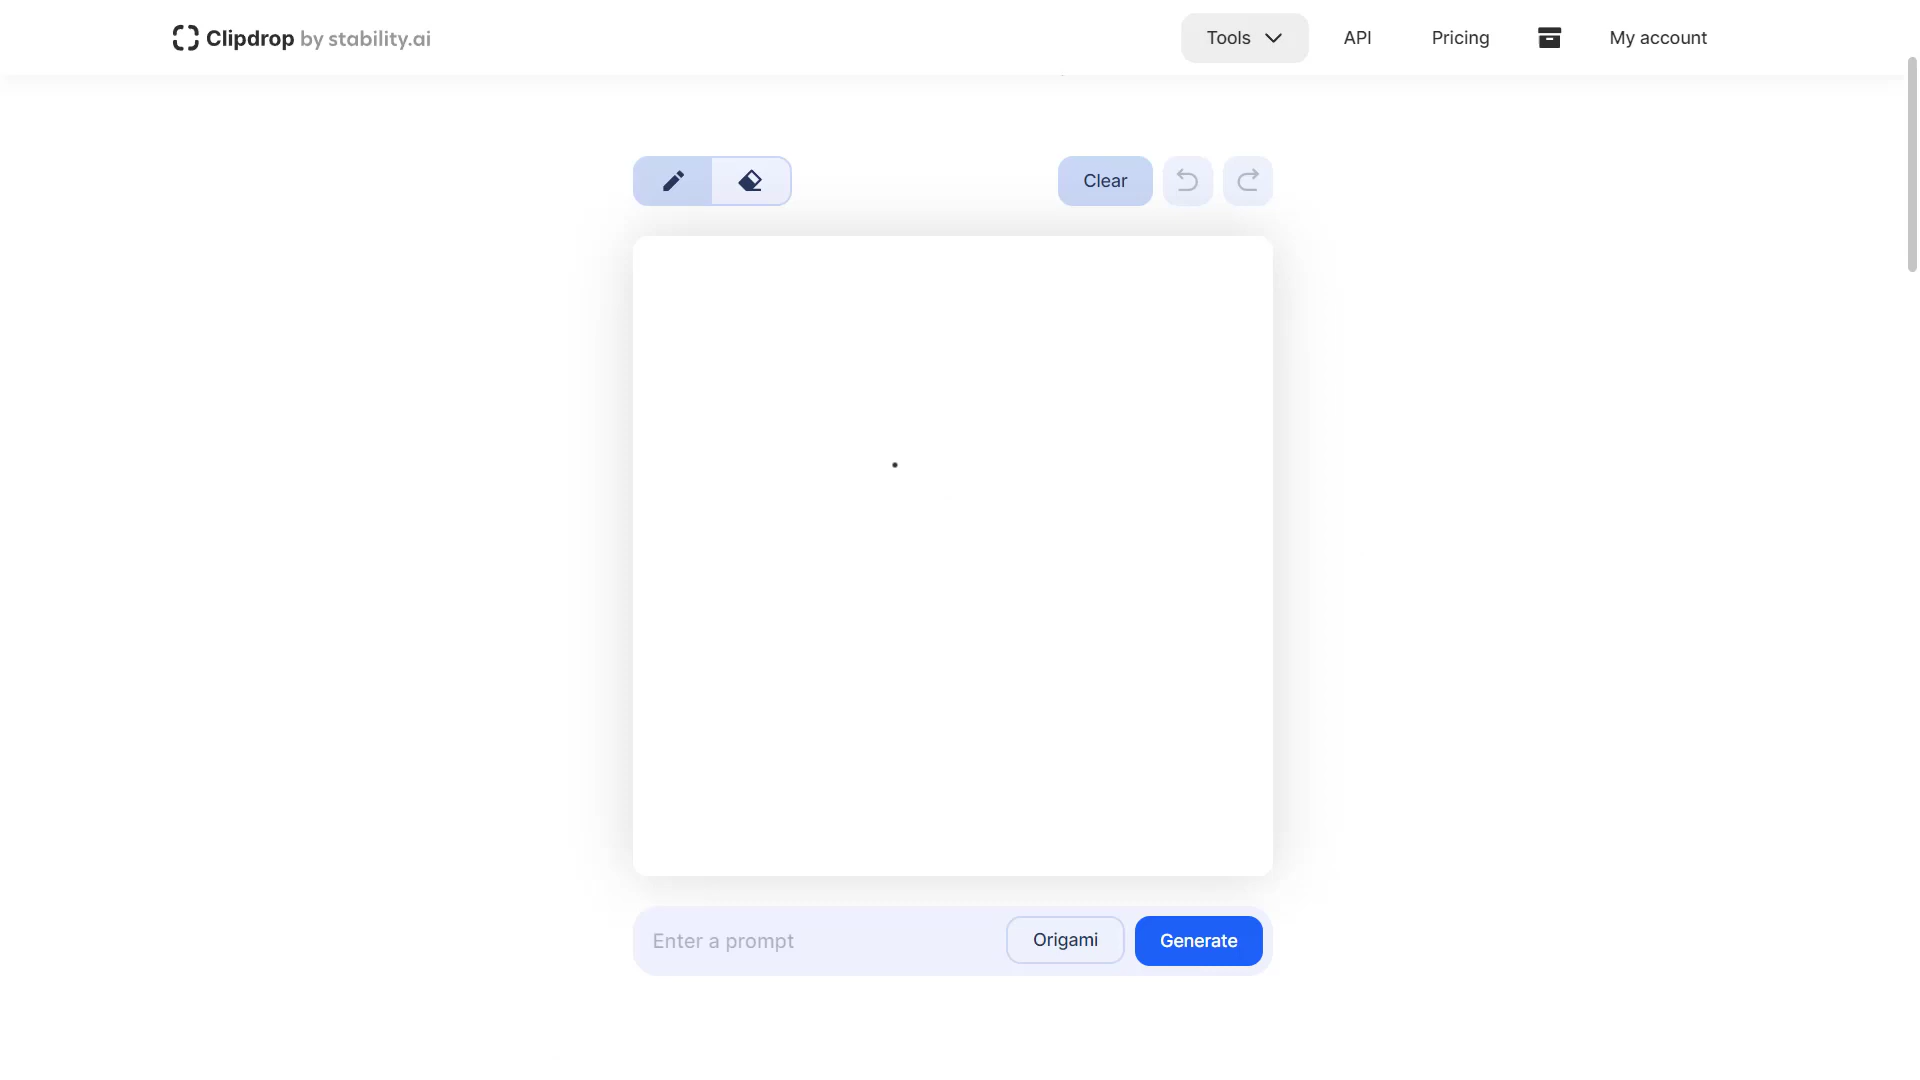 Clipdrop by stability.ai
Tools
API
Pricing
My account
Clear
Enter a prompt
Origami
Generate